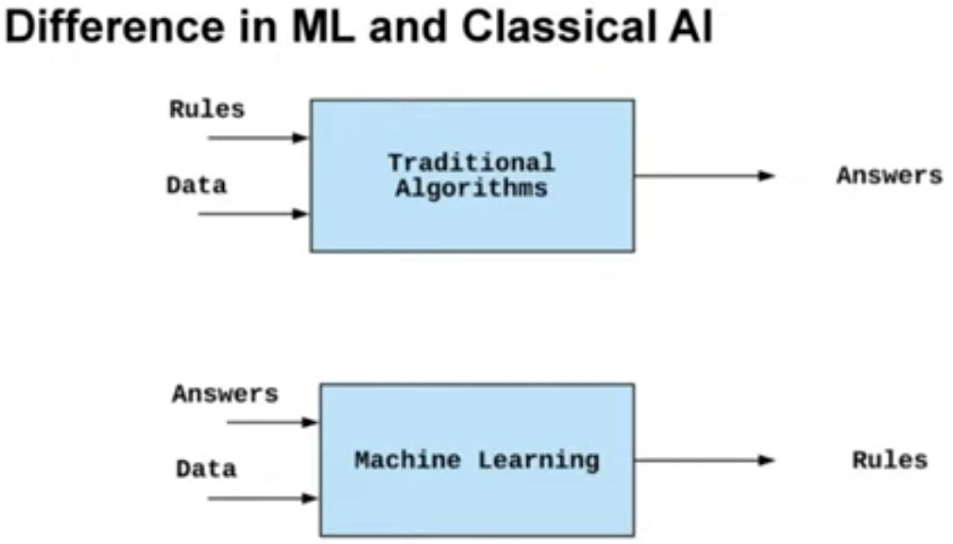 Difference in ML and Classical AI
Rules
Data
Traditional
Algorithms
Answers
Answers
Data
Machine Learning
Rules